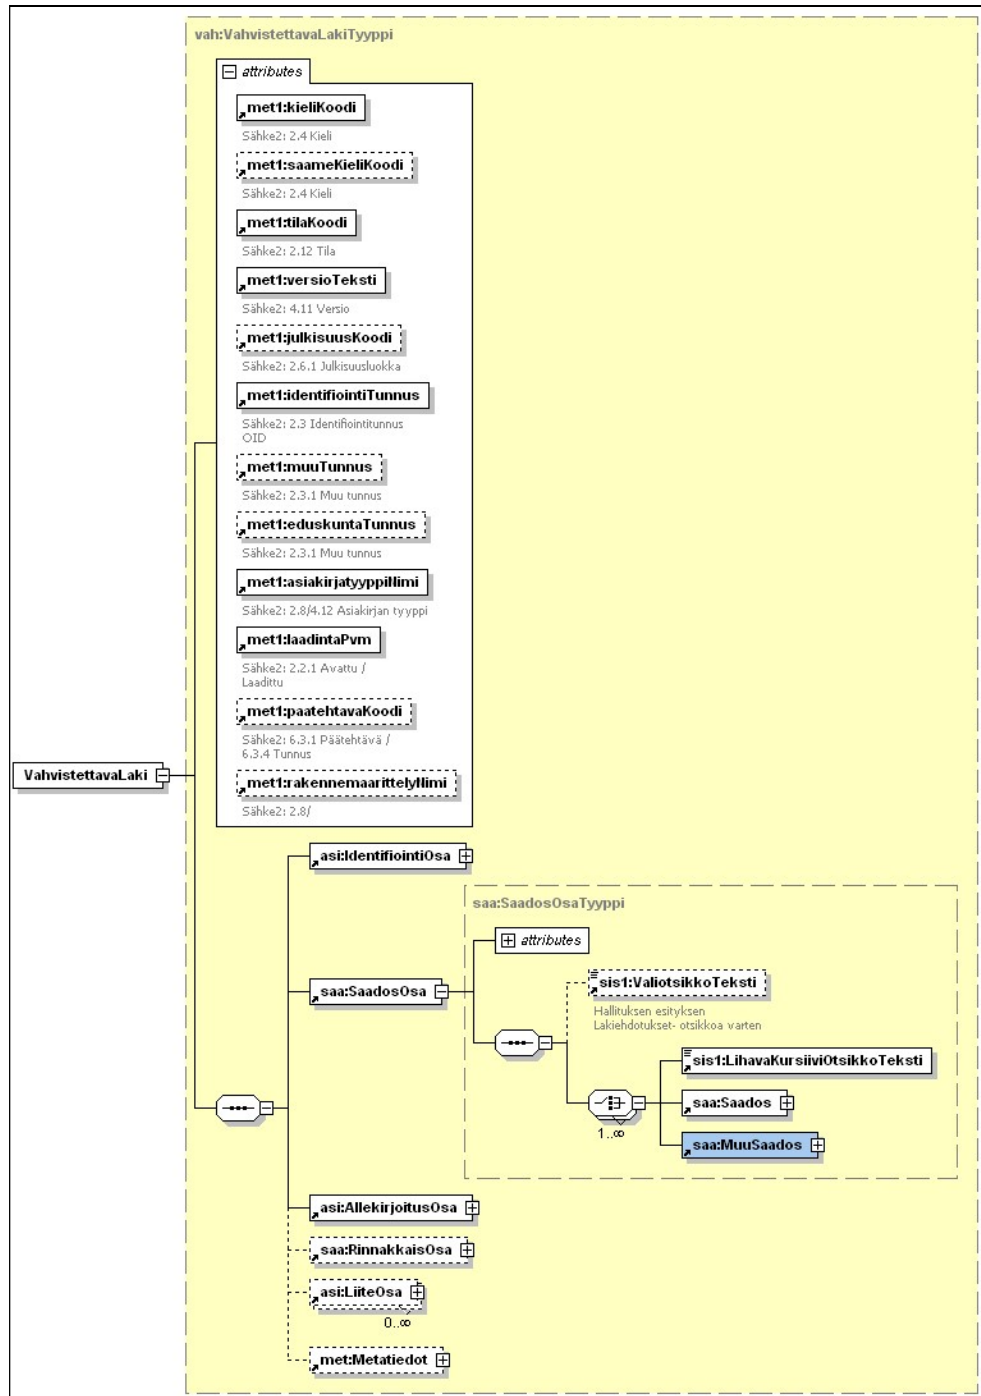 vah:VahvistettavaLakiTyyppi
attributes
met1:kieliKoodi
Sähke2: 2.4 Kieli
met1:saameKieliKoodi
Sähke2: 2.4 Kieli
met1:tilaKoodi
Sähke2: 2.12 Tila
met1:versioTeksti
Sähke2: 4.11 Versio
met1:julkisuusKoodi
Sähke2: 2.6.1 Julkisuusluokka
met1:identifiointiTunnus
Sähke2: 2.3 Identifiointitunnus
OID
met1:muuTunnus
Sähke2: 2.3.1 Muu tunnus
met1:eduskuntaTunnus
Sähke2: 2.3.1 Muu tunnus
met1:asiakirjatyyppiNimi
Sähke2: 2.8/4.12 Asiakirjan tyyppi
met1:laadintaPvm
Sähke2: 2.2.1 Avattu /
Laadittu
met1:paatehtavaKoodi
Sähke2: 6.3.1 Päätehtävä /
6.3.4 Tunnus
met1:rakennemaarittelyNimi
Sähke2: 2.8/
VahvistettavaLaki
asi:IdentifiointiOsa
saa:SaadosOsaTyyppi
attributes
saa:SaadosOsa
sis1:ValiotsikkoTeksti
Hallituksen esityksen
Lakiehdotukset- otsikkoa varten
sis1:LihavaKursiiviOtsikkoTeksti
saa:Saados
1..∞
saa:MuuSaados
asi:AllekirjoitusOsa
saa:RinnakkaisOsa
asi:LiiteOsa
0..∞
met:Metatiedot